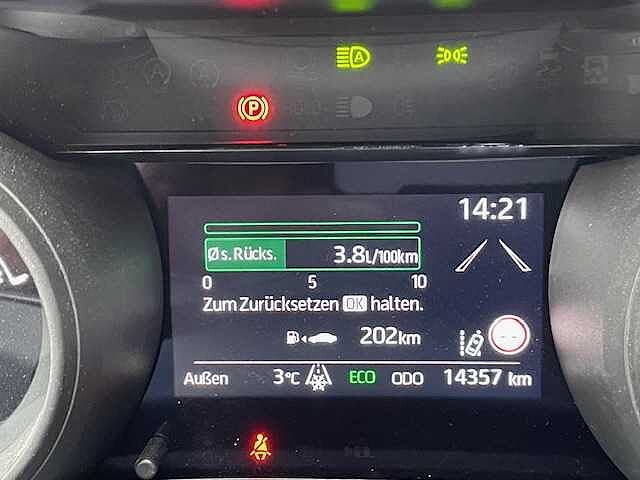 A
P
14:21
Ø s. Rücks. 3.8L/100km
0 5 10
Zum Zurücksetzen OK halten.
202km
Außen 3°C ECO ODO 14357 km